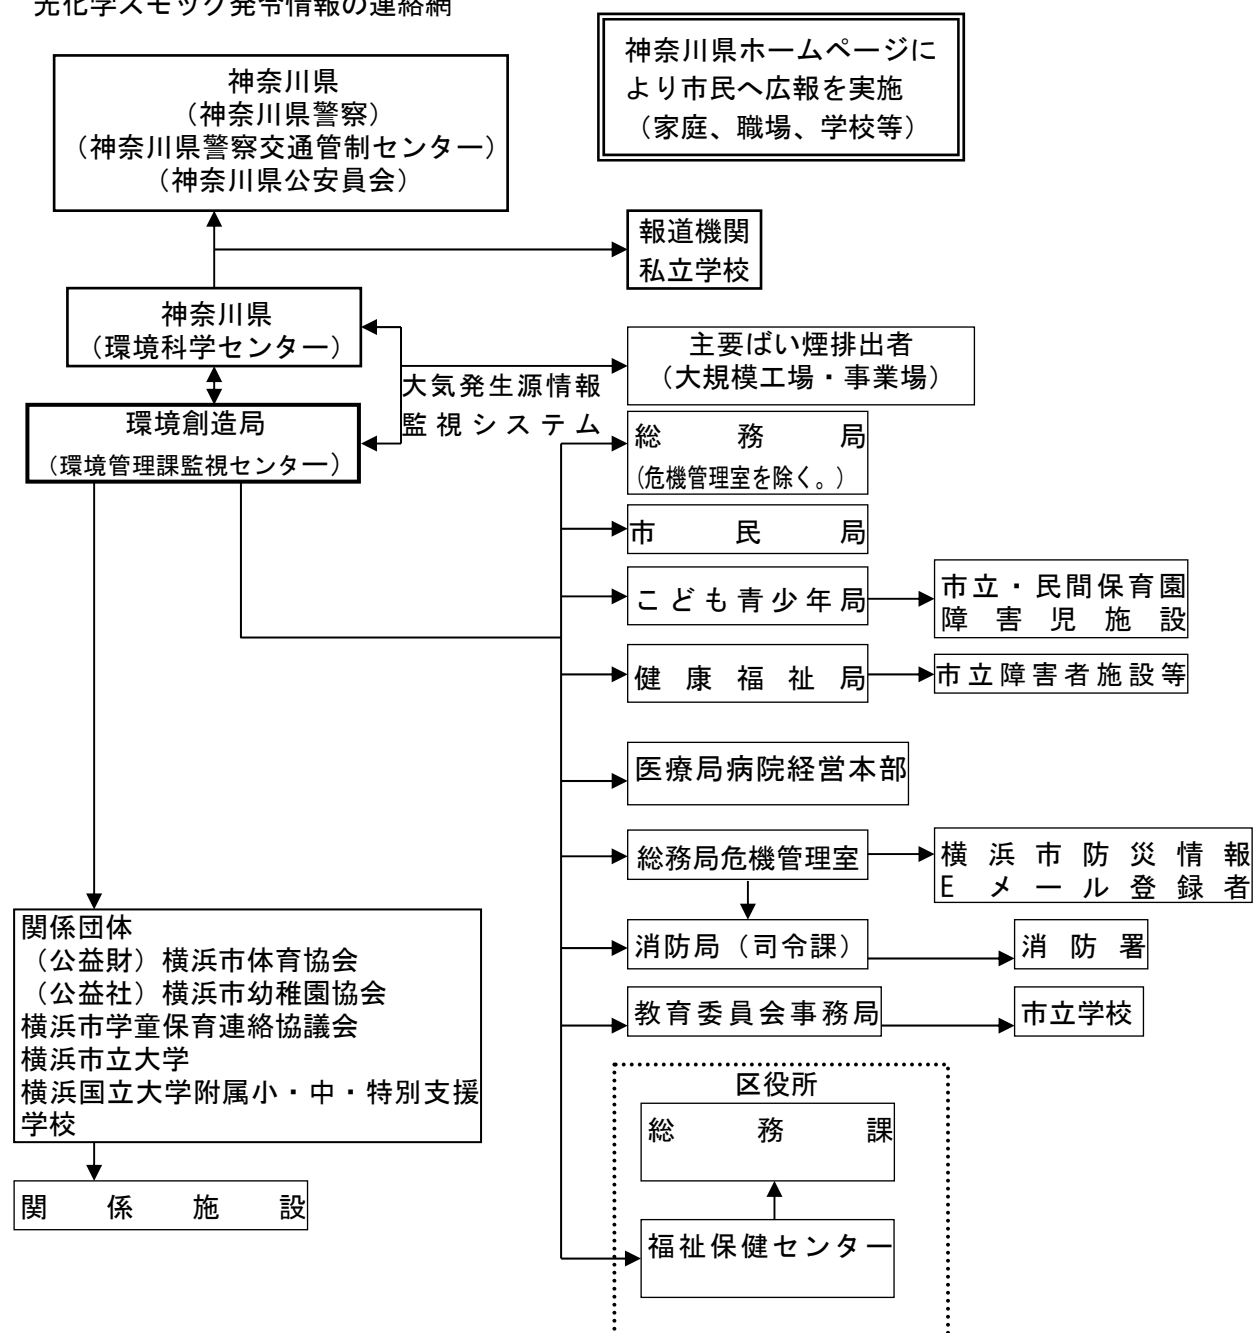 光化学スモッグ発令情報の連絡網
神奈川県ホームページに
より市民へ広報を実施
（家庭、職場、学校等）
神奈川県
（神奈川県警察）
（神奈川県警察交通管制センター）
（神奈川県公安員会）
報道機関
私立学校
神奈川県
（環境科学センター）
主要ばい煙排出者
（大規模工場・事業場）
大気発生源情報
監視システム
環境創造局
（環境管理課監視センター）
総務局
（危機管理室を除く。）
市民局
こども青少年局
市立・民間保育園
障害児施設
健康福祉局
市立障害者施設等
医療局病院経営本部
総務局危機管理室
横浜市防災情報
Eメール登録者
消防局（司令課）
消防署
教育委員会事務局
市立学校
関係団体
（公益財）横浜市体育協会
（公益社）横浜市幼稚園協会
横浜市学童保育連絡協議会
横浜市立大学
横浜国立大学附属小・中・特別支援
学校
関係施設
区役所
総務課
福祉保健センター